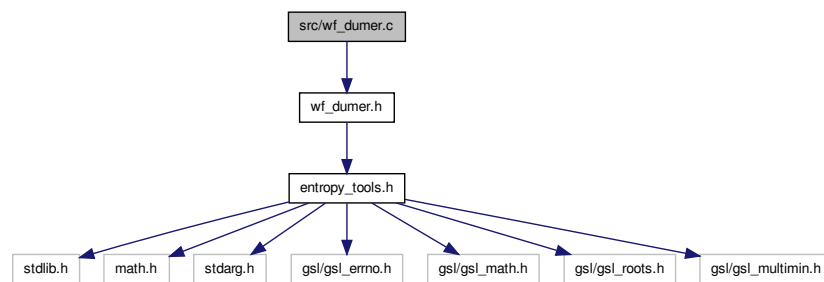 src/wf_dumer.c
wf_dumer.h
entropy_tools.h
stdlib.h
math.h
stdarg.h
gsl/gsl_errno.h
gsl/gsl_math.h
gsl/gsl_roots.h
gsl/gsl_multimin.h